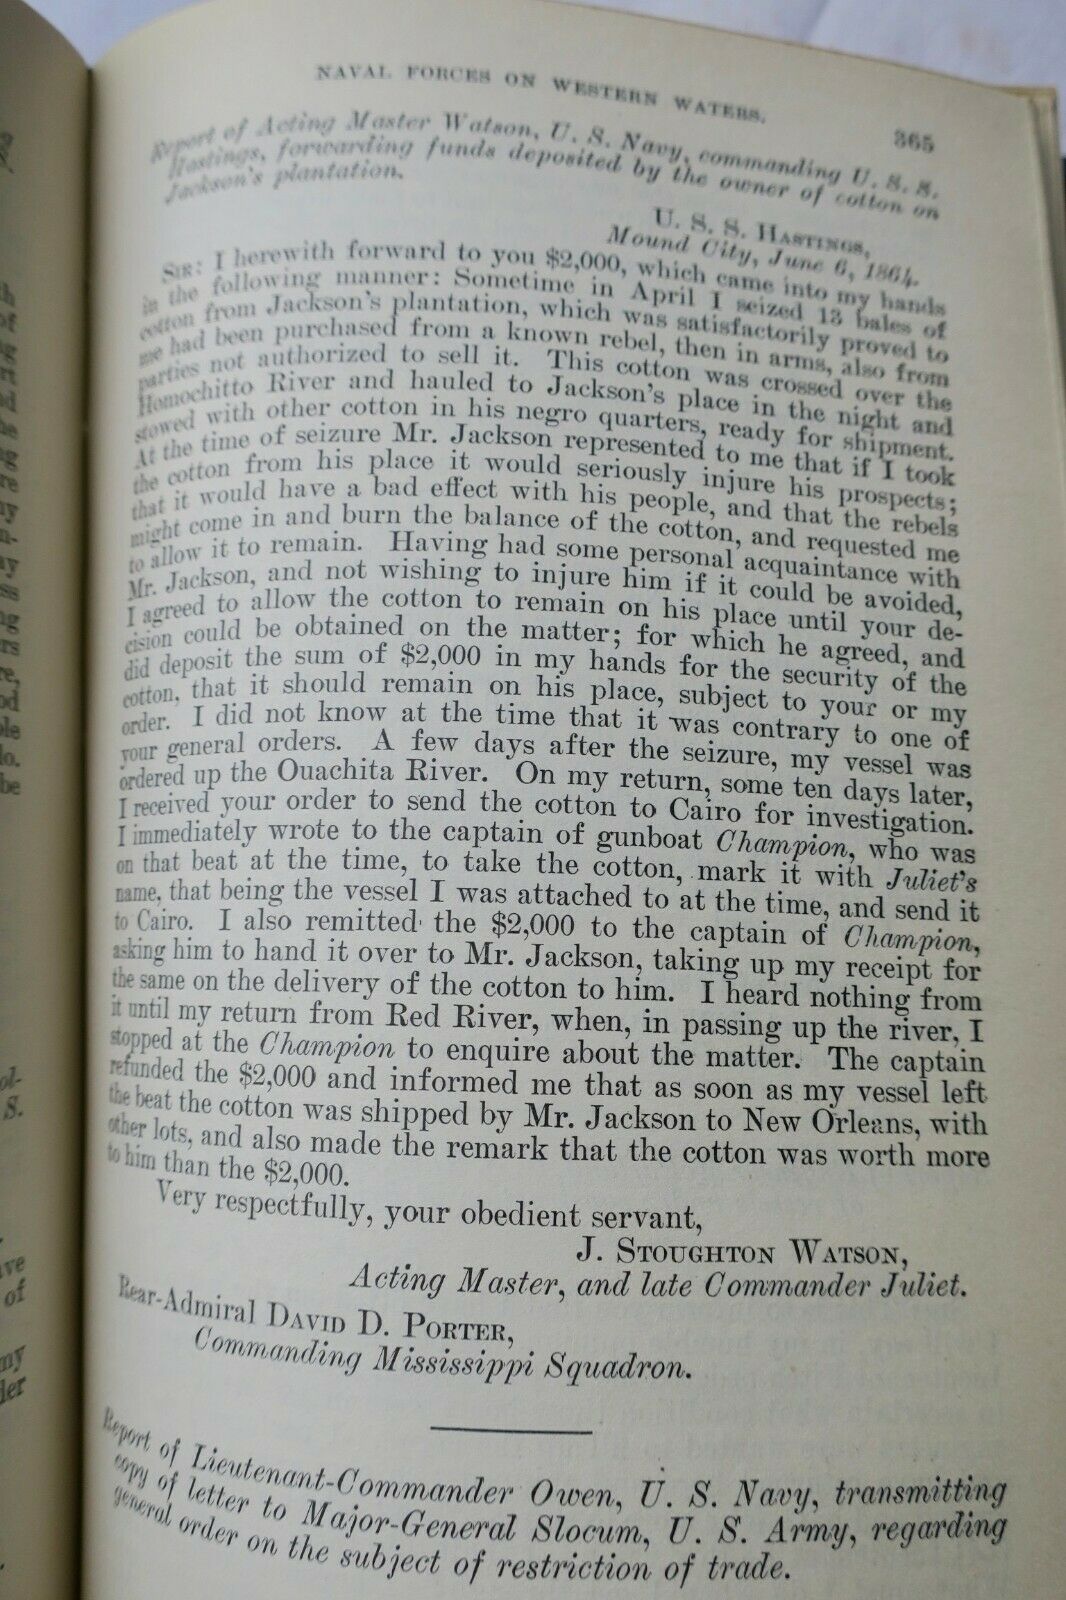 NAVAL FORCES ON WESTERN WATERS. 365
Report of Acting Master Watson, U. S. Navy, commanding U. S. S.
Hastings, forwarding funds deposited by the owner of cotton on
Jackson's plantation.
U. S. S. HASTINGS,
Mound City, June 6, 1864.
SIR: I herewith forward to you $2,000, which came into my hands
in the following manner: Sometime in April I seized 13 bales of
cotton from Jackson's plantation, which was satisfactorily proved to
me had been purchased from a known rebel, then in arms, also from
parties not authorized to sell it. This cotton was crossed over the
Homochitto River and hauled to Jackson's place in the night and
stowed with other cotton in his negro quarters, ready for shipment.
At the time of seizure Mr. Jackson represented to me that if I took
the cotton from his place it would seriously injure his prospects;
that it would have a bad effect with his people, and that the rebels
might come in and burn the balance of the cotton, and requested me
to allow it to remain. Having had some personal acquaintance with
Mr. Jackson, and not wishing to injure him if it could be avoided,
I agreed to allow the cotton to remain on his place until your de-
cision could be obtained on the matter; for which he agreed, and
did deposit the sum of $2,000 in my hands for the security of the
cotton, that it should remain on his place, subject to your or my
order. I did not know at the time that it was contrary to one of
your general orders. A few days after the seizure, my vessel was
ordered up the Ouachita River. On my return, some ten days later,
I received your order to send the cotton to Cairo for investigation.
I immediately wrote to the captain of gunboat Champion, who was
on that beat at the time, to take the cotton, mark it with Juliet's
name, that being the vessel I was attached to at the time, and send it
to Cairo. I also remitted the $2,000 to the captain of Champion,
asking him to hand it over to Mr. Jackson, taking up my receipt for
the same on the delivery of the cotton to him. I heard nothing from
it until my return from Red River, when, in passing up the river, I
stopped at the Champion to enquire about the matter. The captain
refunded the $2,000 and informed me that as soon as my vessel left
the beat the cotton was shipped by Mr. Jackson to New Orleans, with
other lots, and also made the remark that the cotton was worth more
to him than the $2,000.
Very respectfully, your obedient servant,
J. STOUGHTON WATSON,
Acting Master, and late Commander Juliet.
Rear-Admiral DAVID D. PORTER,
Commanding Mississippi Squadron.
Report of Lieutenant-Commander Owen, U. S. Navy, transmitting
copy of letter to Major-General Slocum, U. S. Army, regarding
general order on the subject of restriction of trade.